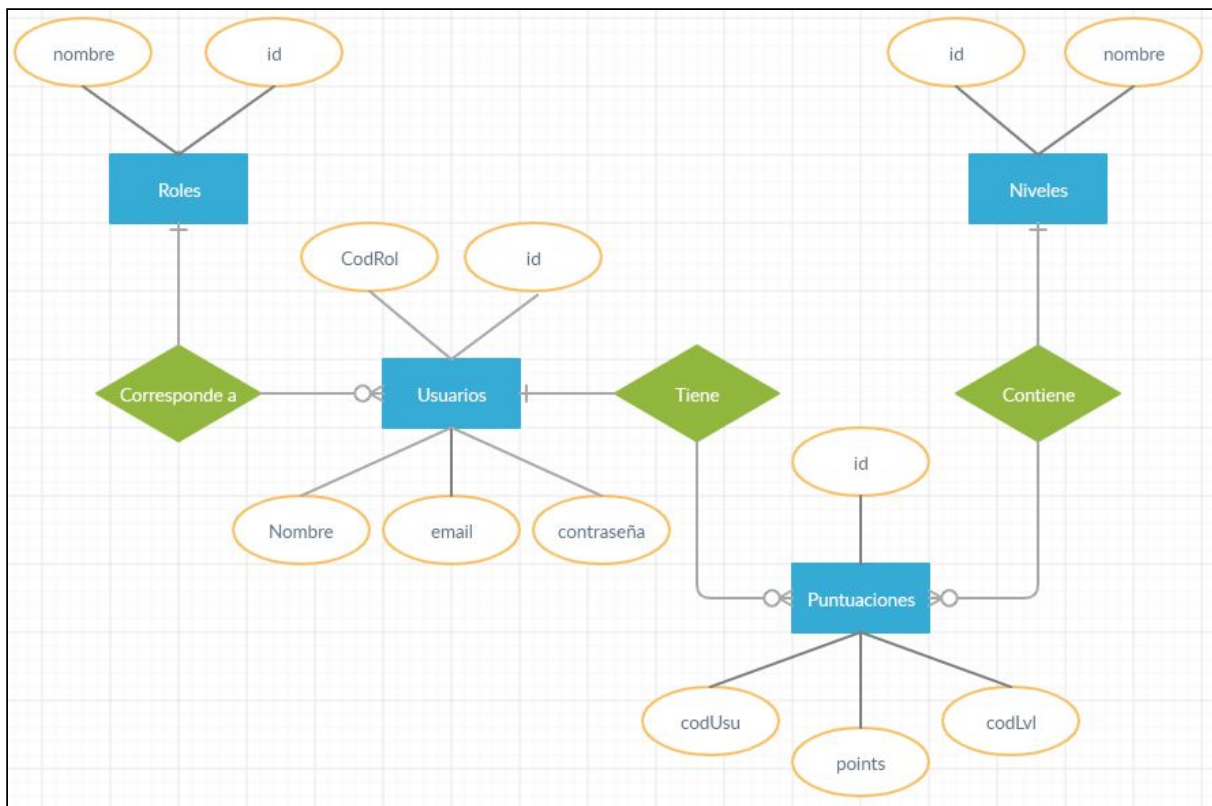 nombre
id
id
nombre
Roles
Niveles
CodRol
id
Corresponde a
Usuarios
Tiene
Contiene
id
Nombre
email
contraseña
Puntuaciones
codUsu
points
codLvl